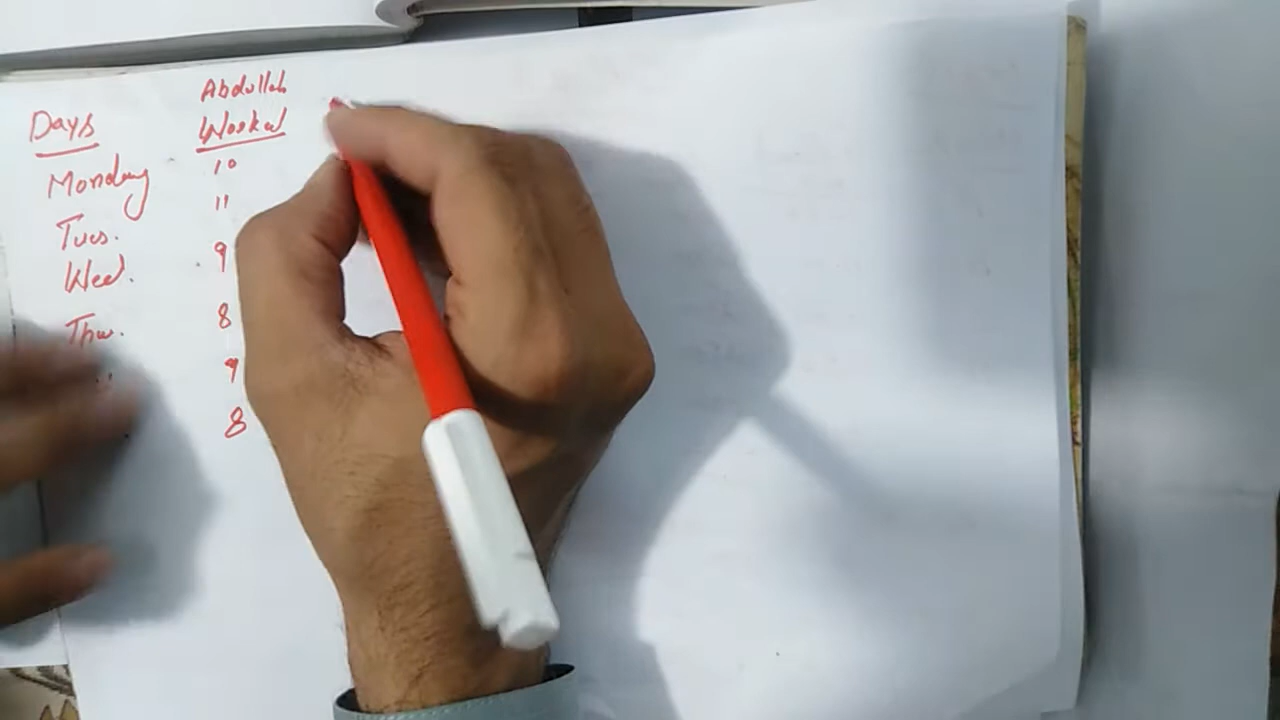 Abdullah
Days Worked
Monday 10
Tues. 11
Wed. 9
Thu. 8
9
8